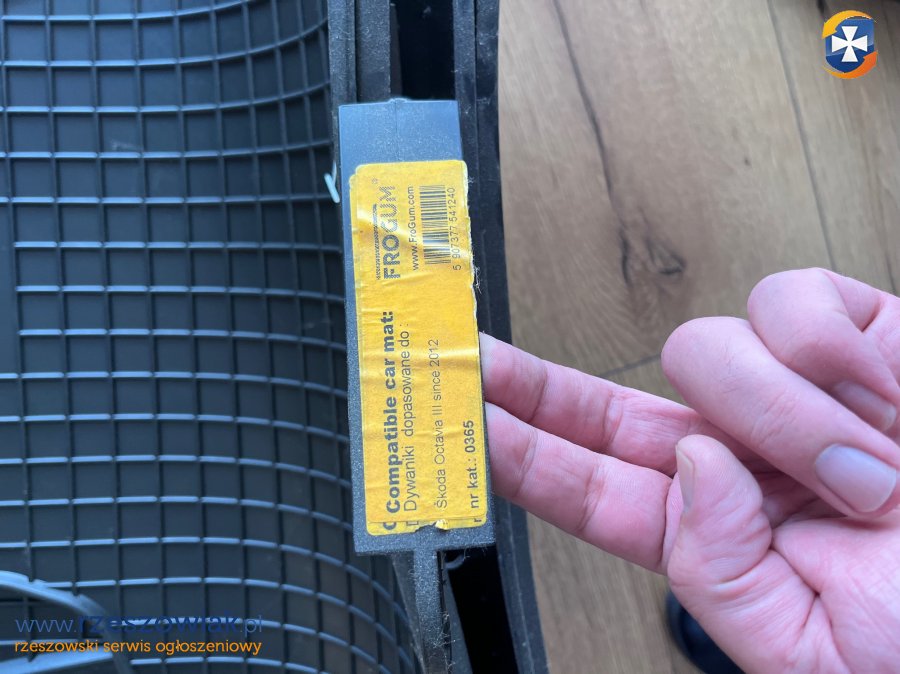 FROGUM®
www.FroGum.com
5 907377 541240
Compatible car mat:
Dywaniki dopasowane do :
Škoda Octavia III since 2012
nr kat.: 0365
www.rzeszowiak.pl
rzeszowski serwis ogłoszeniowy